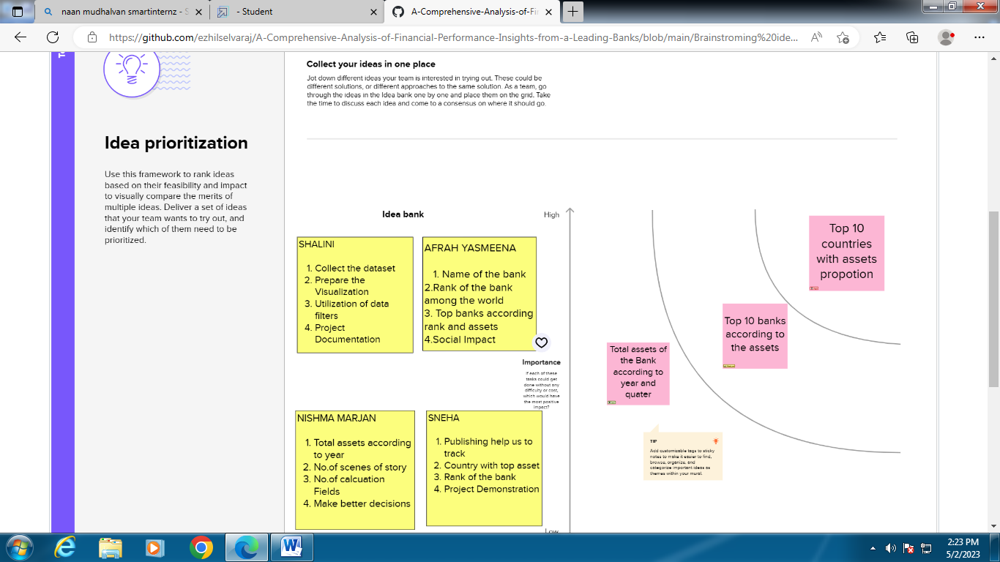 naan mudhalvan smartinternz - S
- Student
A-Comprehensive-Analysis-of-Fi
https://github.com/ezhilselvaraj/A-Comprehensive-Analysis-of-Financial-Performance-Insights-from-a-Leading-Banks/blob/main/Brainstroming%20ide...
Collect your ideas in one place
Jot down different ideas your team is interested in trying out. These could be
different solutions, or different approaches to the same solution. As a team, go
through the ideas in the Idea bank one by one and place them on the grid. Take
the time to discuss each idea and come to a consensus on where it should go.
Idea prioritization
Use this framework to rank ideas
based on their feasibility and impact
to visually compare the merits of
multiple ideas. Deliver a set of ideas
that your team wants to try out, and
identify which of them need to be
prioritized.
Idea bank
High
SHALINI
1. Collect the dataset
2. Prepare the
Visualization
3. Utilization of data
filters
4. Project
Documentation
AFRAH YASMEENA
1. Name of the bank
2.Rank of the bank
among the world
3. Top banks according
rank and assets
4.Social Impact
Top 10
countries
with assets
propotion
Top 10 banks
according to
the assets
Total assets of
the Bank
according to
year and
quater
Importance
If each of these
tasks could get
done without any
difficulty or cost,
which would have
the most positive
impact?
NISHMA MARJAN
1. Total assets according
to year
2. No.of scenes of story
3. No.of calcuation
Fields
4. Make better decisions
SNEHA
1. Publishing help us to
track
2. Country with top asset
3. Rank of the bank
4. Project Demonstration
TIP
Add customizable tags to sticky
notes to make it easier to find,
browse, organize, and
categorize important ideas as
themes within your mural.
Low
2:23 PM
5/2/2023